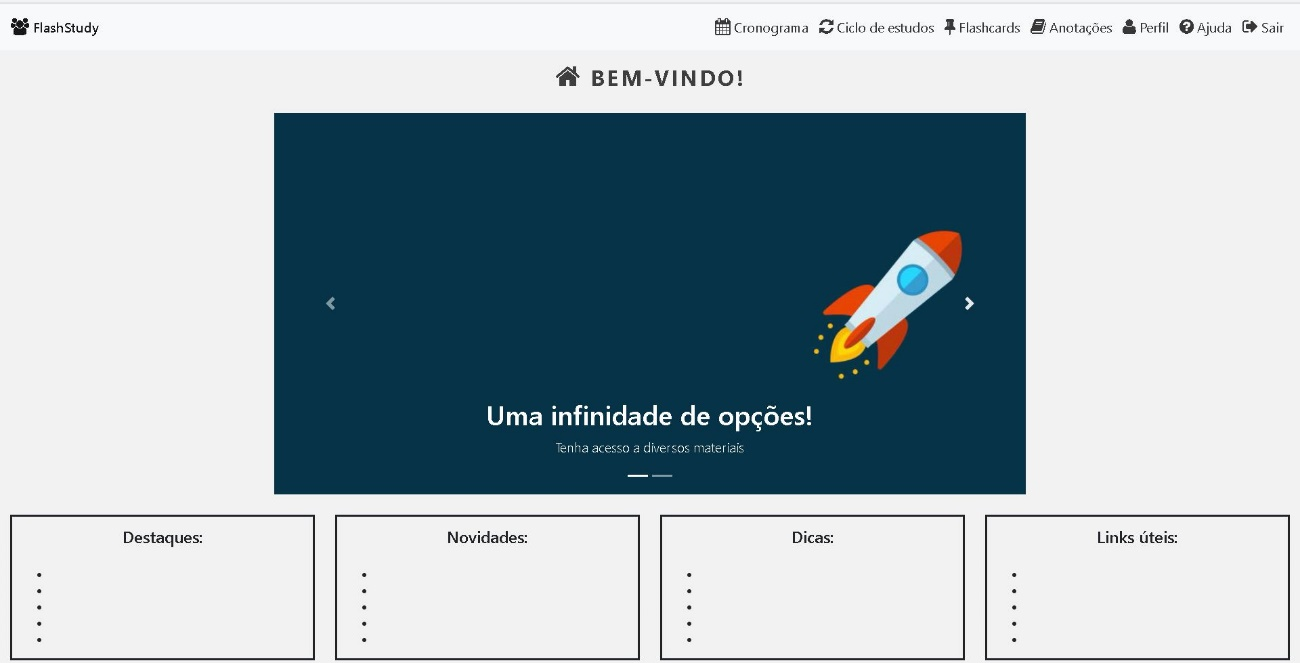 FlashStudy Cronograma Ciclo de estudos Flashcards Anotações Perfil Ajuda Sair
BEM-VINDO!
Uma infinidade de opções!
Tenha acesso a diversos materiais
Destaques: Novidades: Dicas: Links úteis: